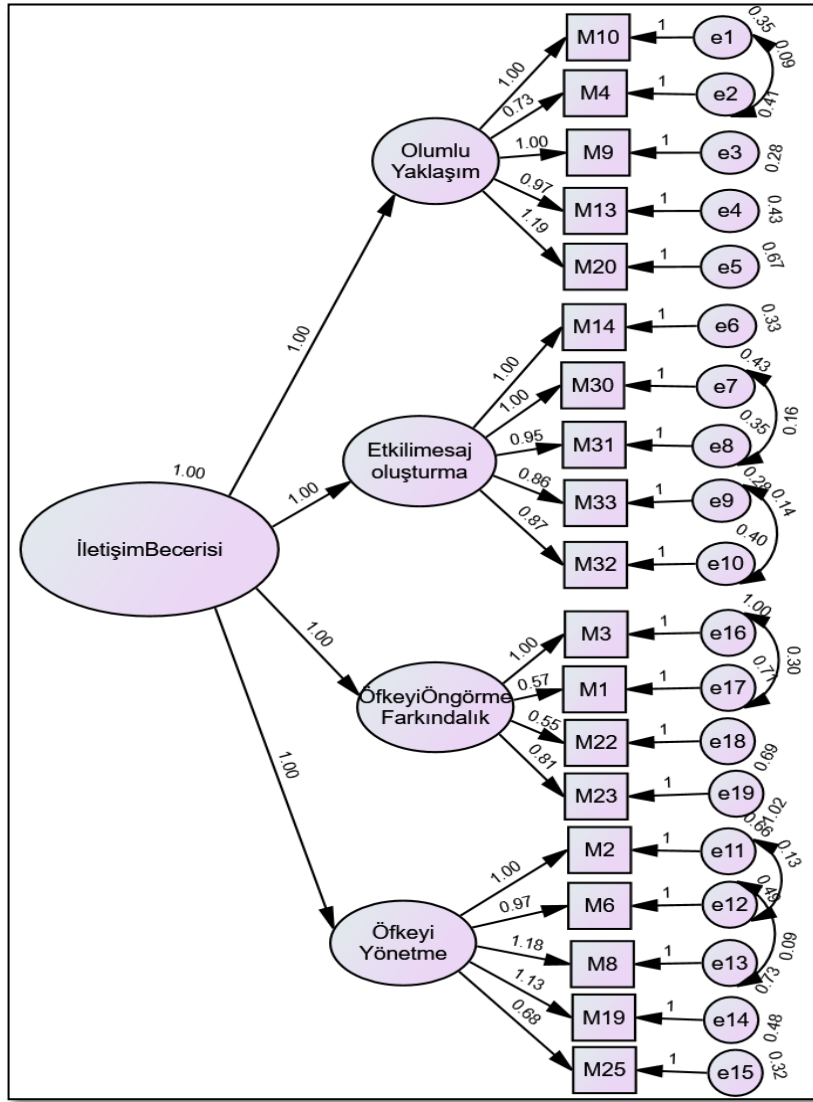 M10
1
e1
0.35
0.09
1.00
M4
1
e2
0.41
0.73
Olumlu
Yaklaşım
1.00
M9
1
e3
0.28
0.97
M13
1
e4
0.43
1.19
M20
1
e5
0.67
1.00
M14
1
e6
0.33
1.00
1.00
M30
1
e7
0.43
0.16
Etkilimesaj
oluşturma
0.95
M31
1
e8
0.35
0.86
M33
1
e9
0.28
0.14
0.87
M32
1
e10
0.40
1.00
1.00
İletişimBecerisi
1.00
1.00
M3
1
e16
1.00
0.30
ÖfkeyiÖngörme
Farkındalık
0.57
M1
1
e17
0.71
0.55
M22
1
e18
0.69
0.81
M23
1
e19
1.02
1.00
1.00
M2
1
e11
0.66
0.13
0.97
M6
1
e12
0.49
0.09
Öfkeyi
Yönetme
1.18
M8
1
e13
0.73
1.13
M19
1
e14
0.48
0.68
M25
1
e15
0.32